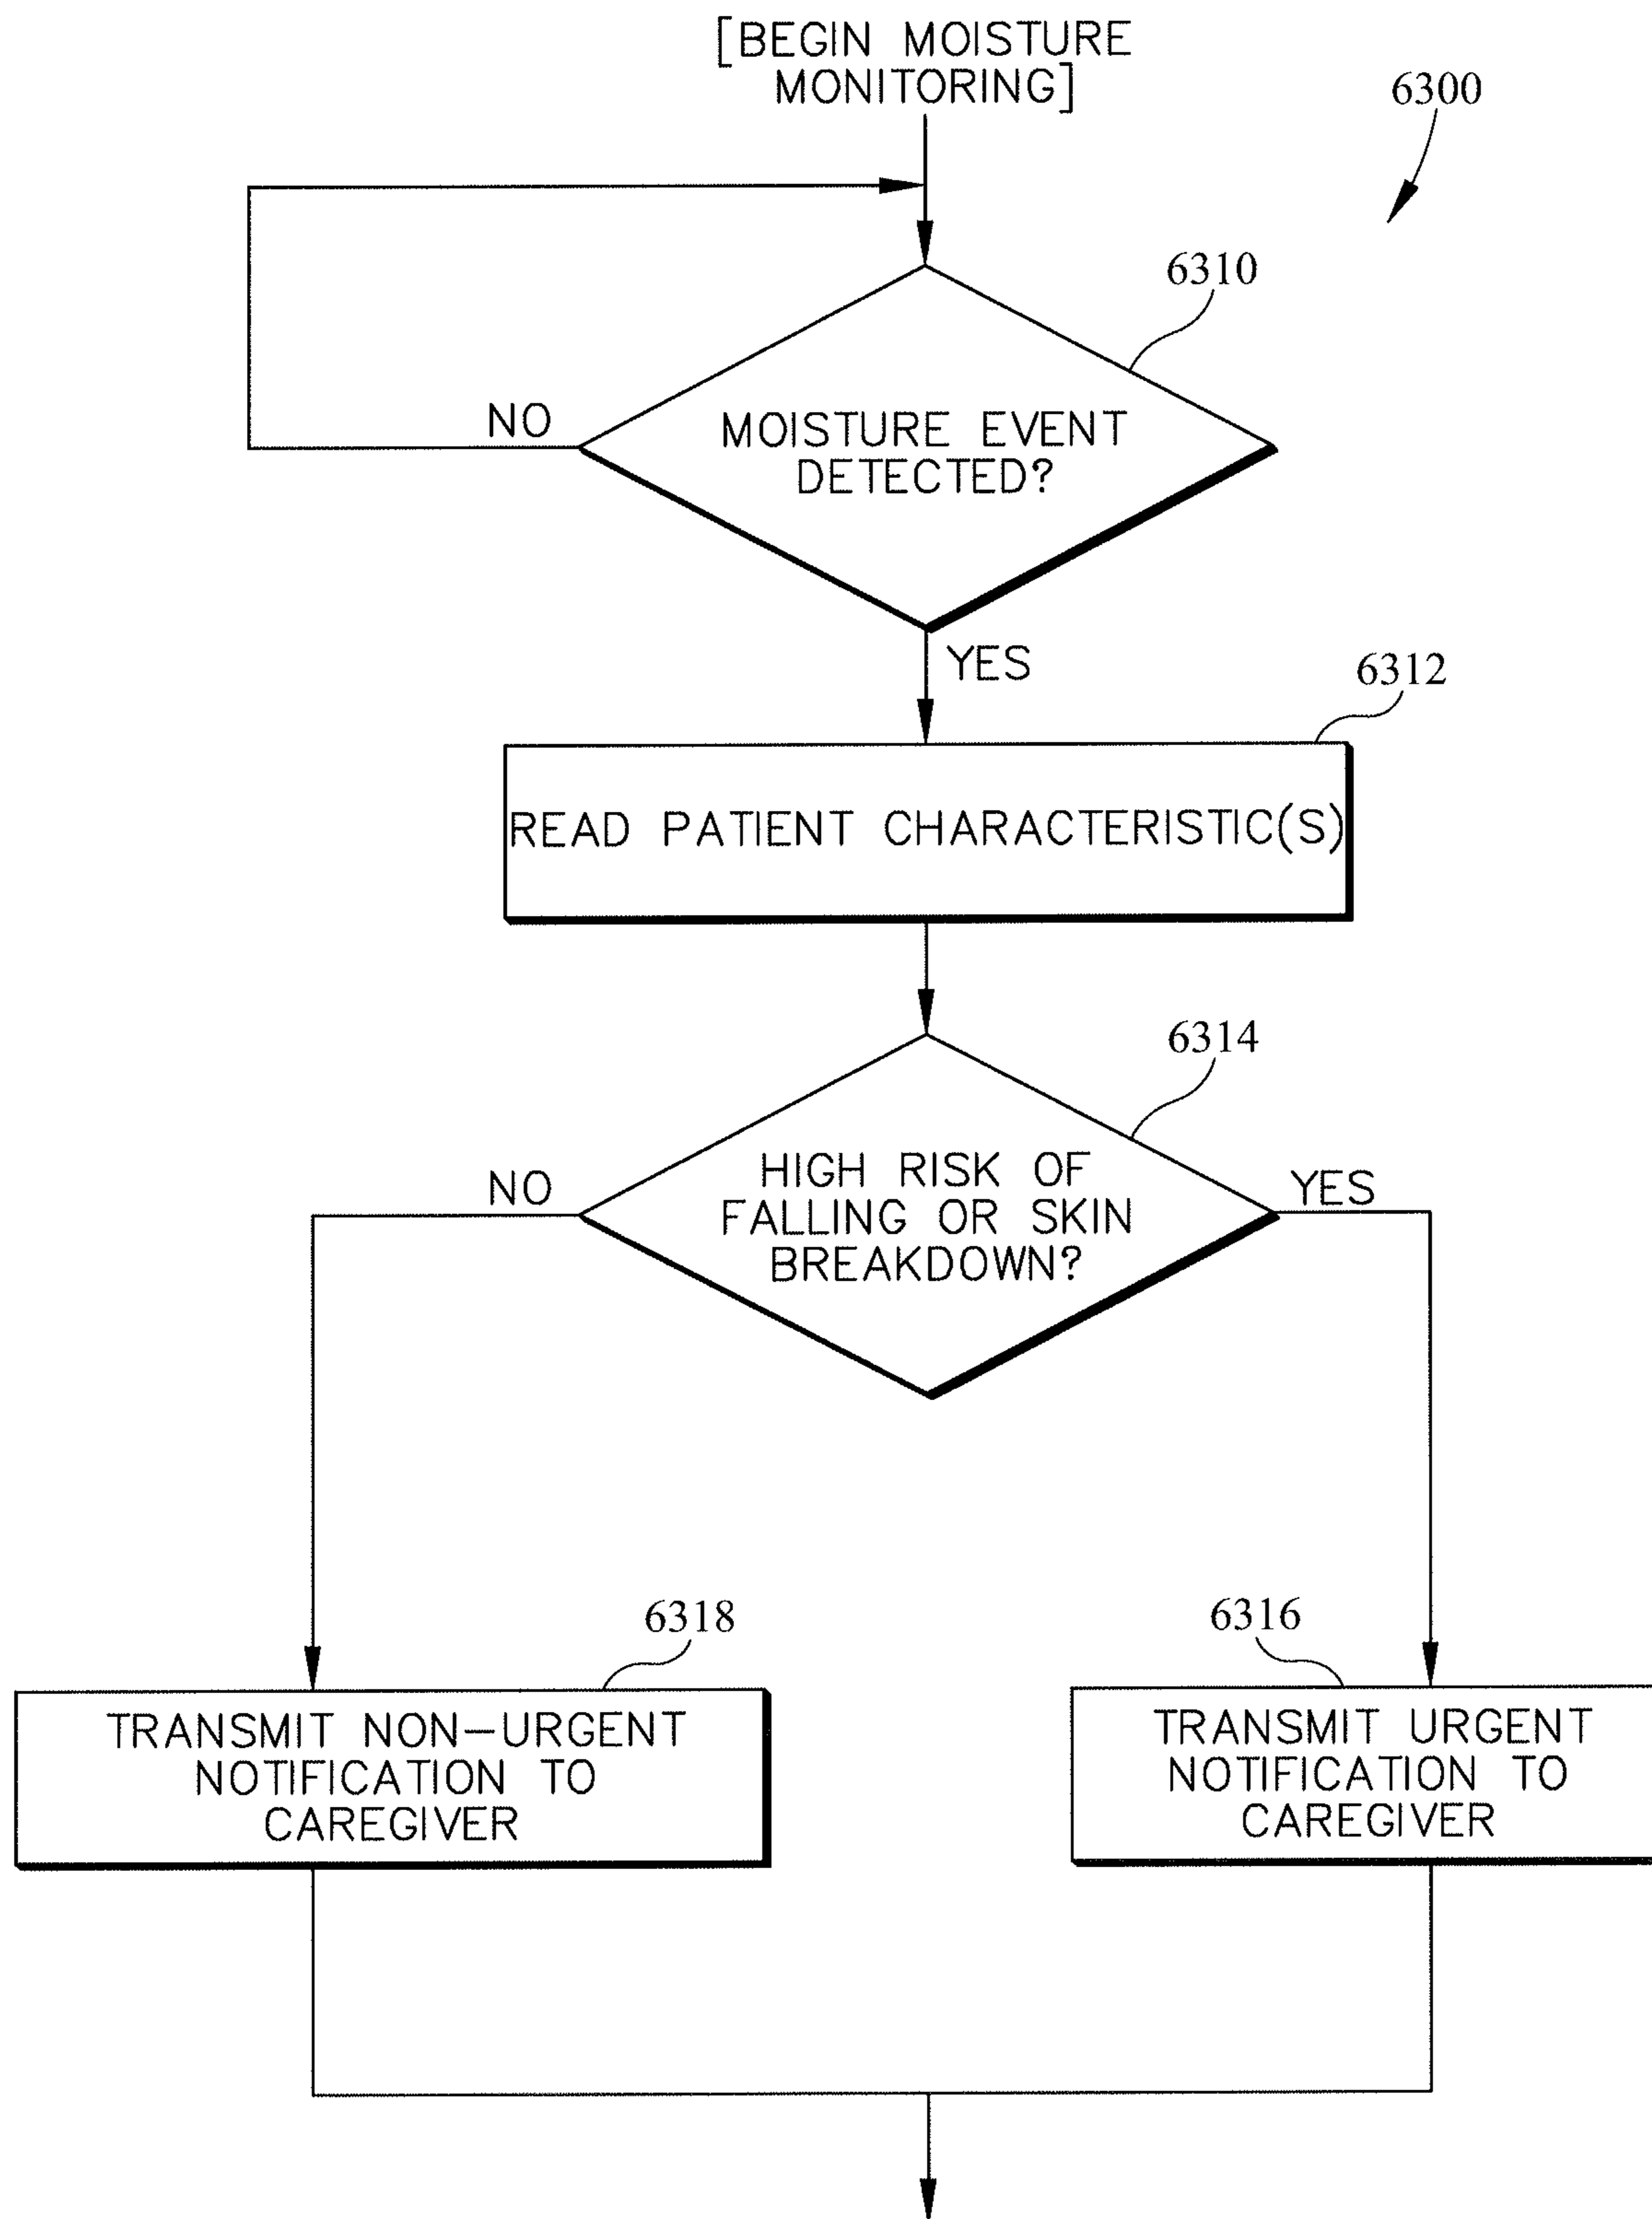 [BEGIN MOISTURE
MONITORING]
6300
6310
NO
MOISTURE EVENT
DETECTED?
YES
6312
READ PATIENT CHARACTERISTIC(S)
6314
NO
HIGH RISK OF
FALLING OR SKIN
BREAKDOWN?
YES
6318
6316
TRANSMIT NON-URGENT
NOTIFICATION TO
CAREGIVER
TRANSMIT URGENT
NOTIFICATION TO
CAREGIVER